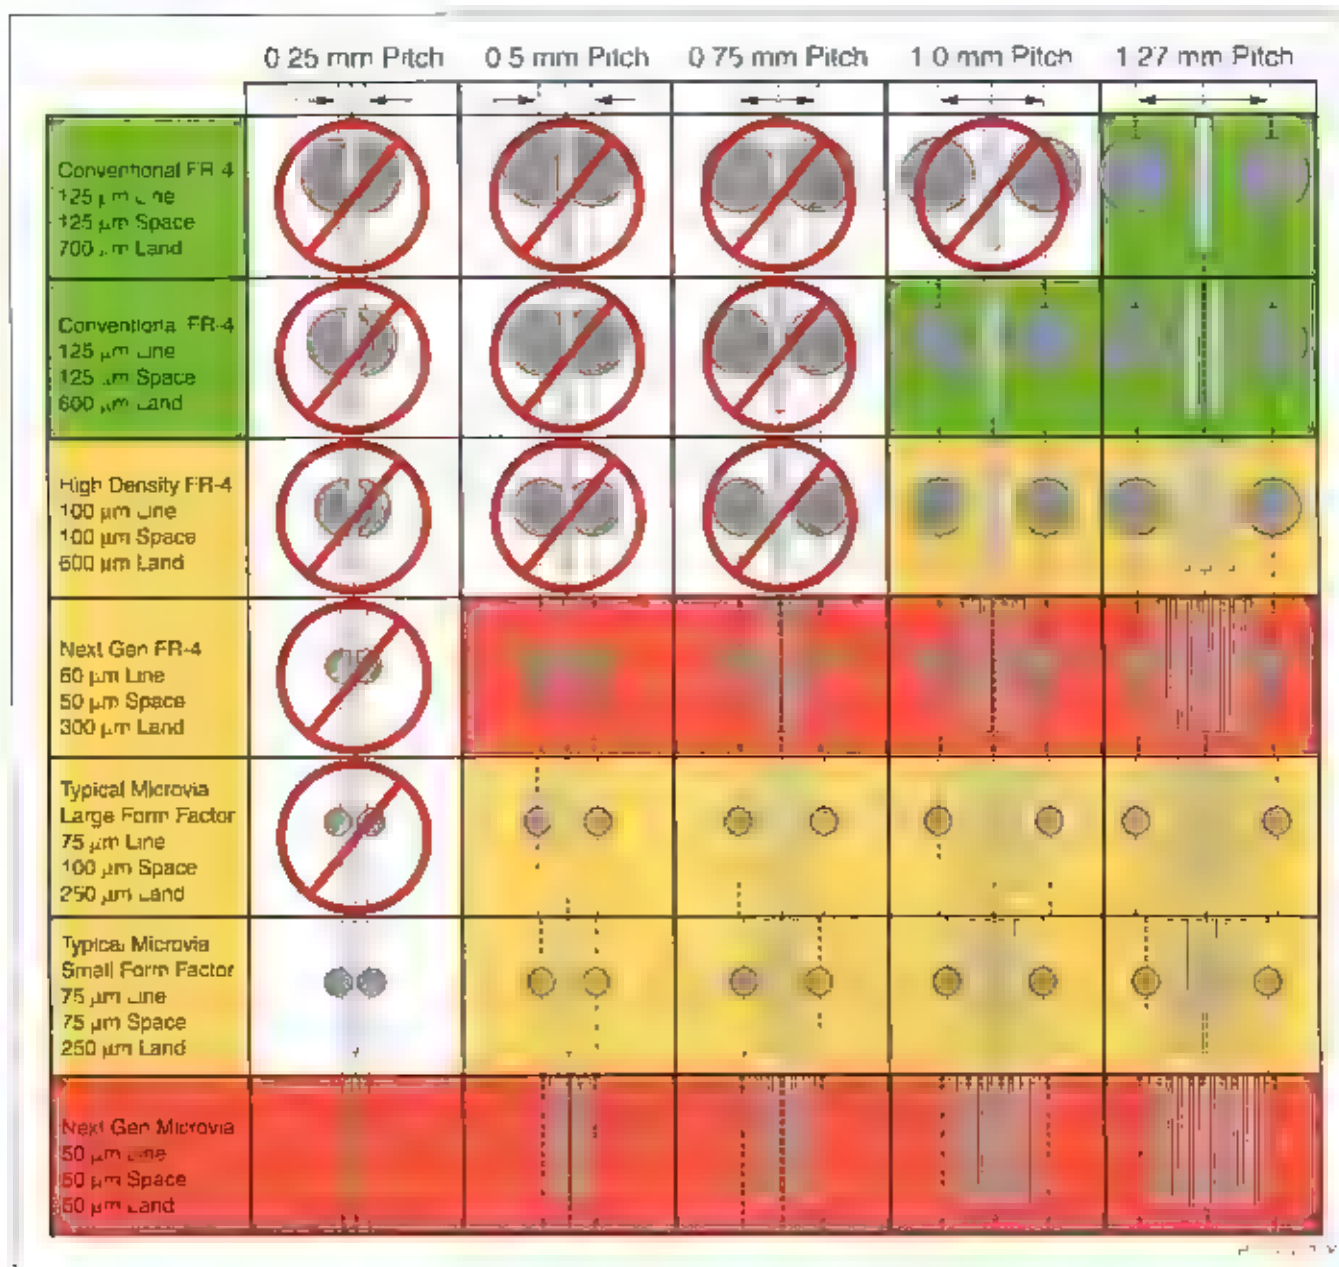 0.25 mm Pitch
0.5 mm Pitch
0.75 mm Pitch
1.0 mm Pitch
1.27 mm Pitch
Conventional FR-4
125 µm Line
125 µm Space
700 µm Land
Conventional FR-4
125 µm Line
125 µm Space
600 µm Land
High Density FR-4
100 µm Line
100 µm Space
600 µm Land
Next Gen FR-4
50 µm Space
300 µm Land
Typical Microvia
Large Form Factor
75 µm Line
100 µm Space
250 µm Land
Typical Microvia
Small Form Factor
75 µm Line
75 µm Space
250 µm Land
Next Gen Microvia
50 µm Line
50 µm Space
50 µm Land